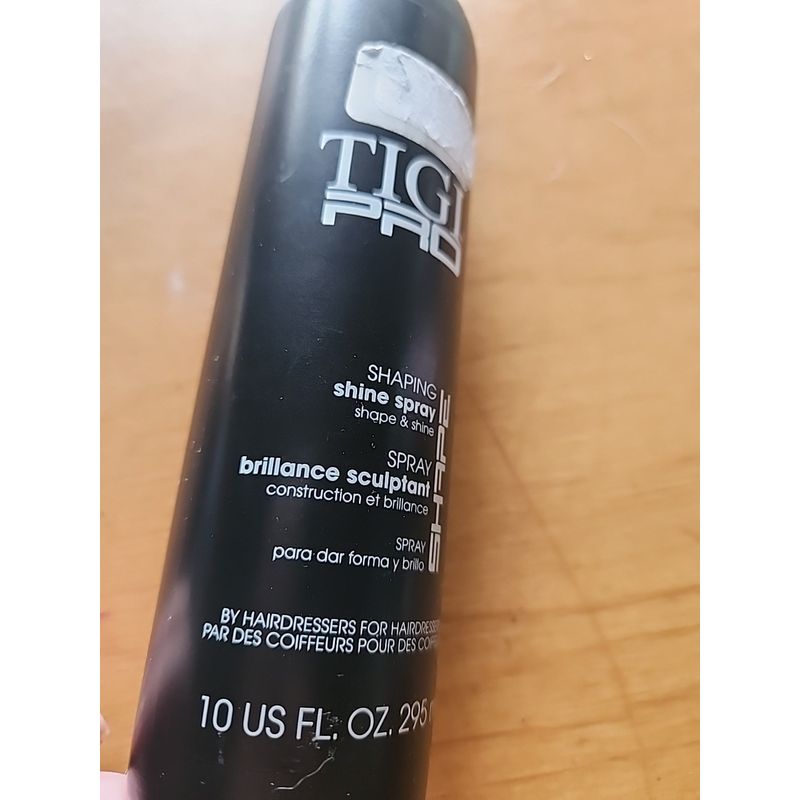 TIGI
PRO
SHAPING
shine spray
shape & shine
SPRAY
brillance sculptant
construction et brillance
SPRAY
para dar forma y brillo
SHAPE
BY HAIRDRESSERS FOR
PAR DES COIFFEURS POUR DES
10 US FL. OZ. 295